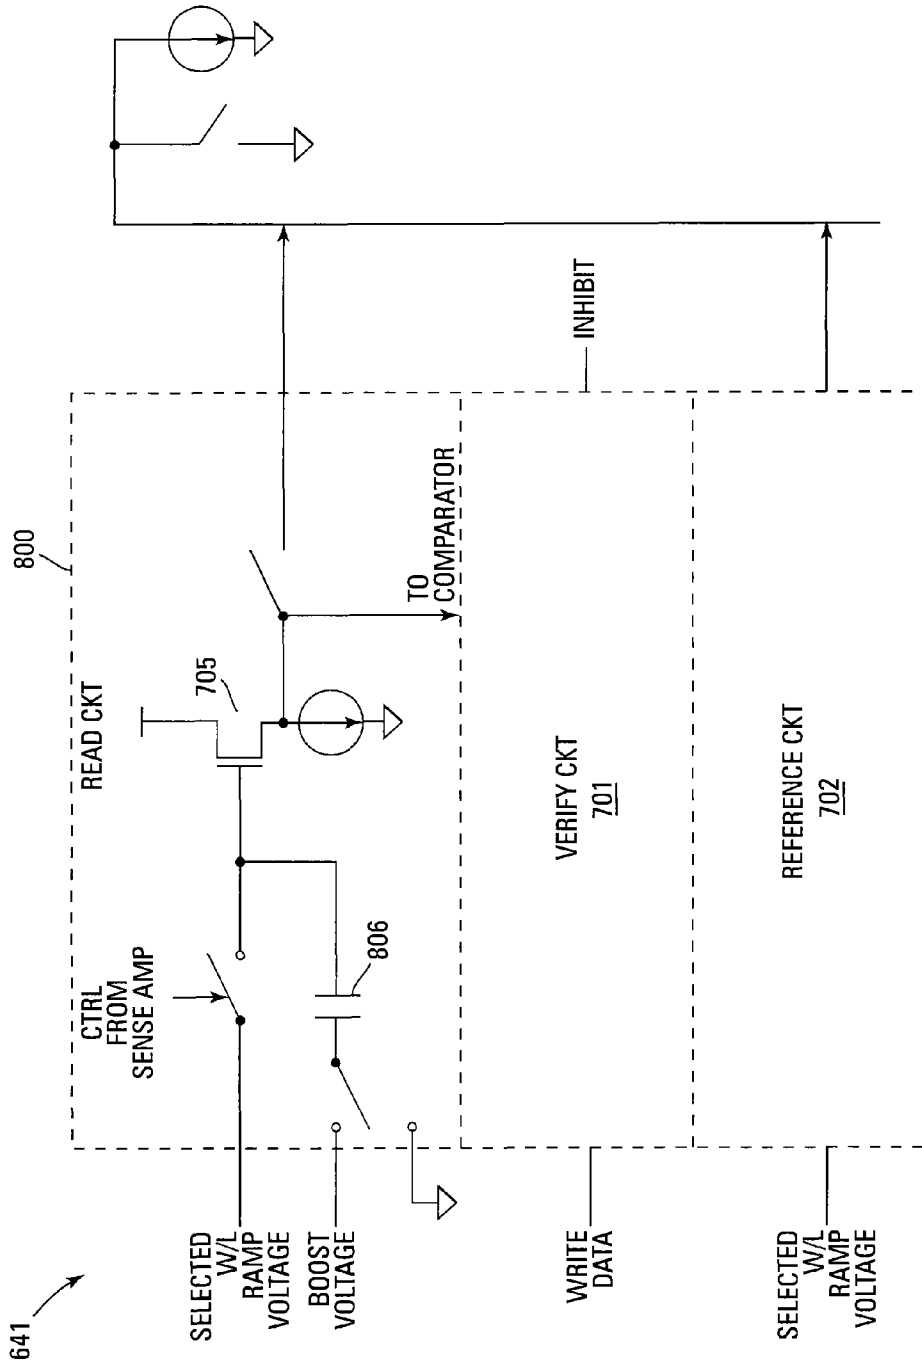 641
800
READ CKT
705
CTRL
FROM
SENSE AMP
806
TO
COMPARATOR
SELECTED
W/L
RAMP
VOLTAGE
BOOST
VOLTAGE
VERIFY CKT
701
INHIBIT
WRITE
DATA
REFERENCE CKT
702
SELECTED
W/L
RAMP
VOLTAGE